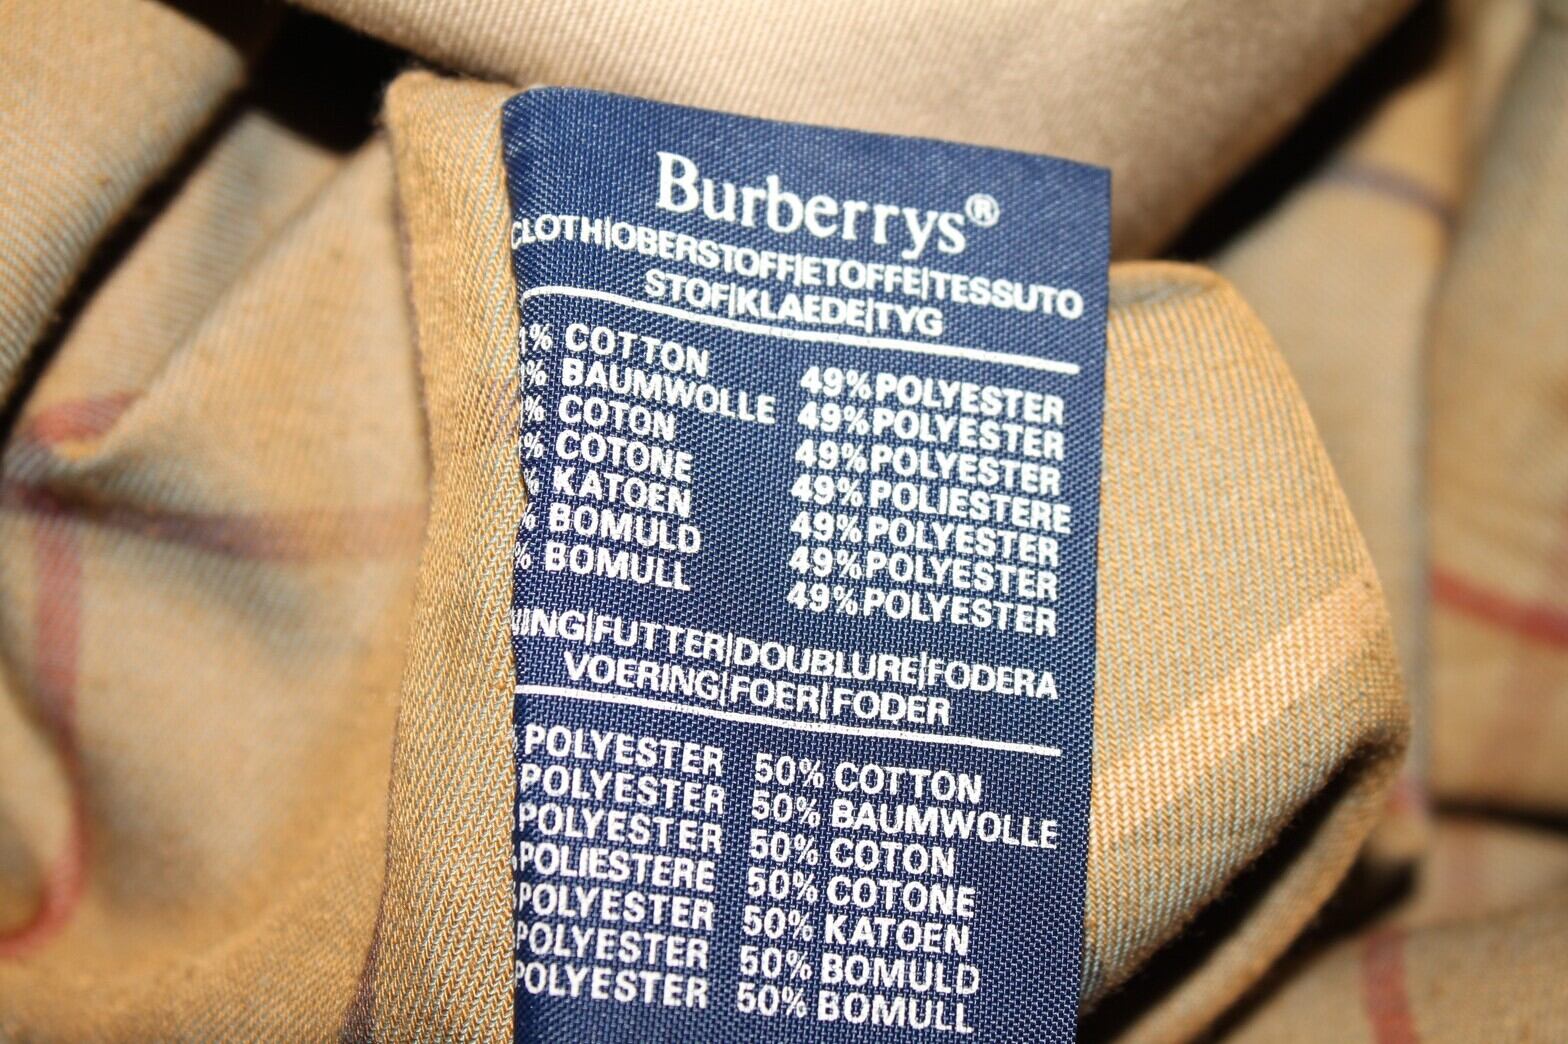 Burberrys®
CLOTH|OBERSTOFF|ETOFFE|TESSUTO
STOF|KLAEDE|TYG
% COTTON 49% POLYESTER
% BAUMWOLLE 49% POLYESTER
% COTON 49% POLYESTER
% COTONE 49% POLIESTERE
% KATOEN 49% POLYESTER
% BOMULD 49% POLYESTER
% BOMULL 49% POLYESTER
NING|FUTTER|DOUBLURE|FODERA
VOERING|FOER|FODER
POLYESTER 50% COTTON
POLYESTER 50% BAUMWOLLE
POLYESTER 50% COTON
POLIESTERE 50% COTONE
POLYESTER 50% KATOEN
POLYESTER 50% BOMULD
POLYESTER 50% BOMULL